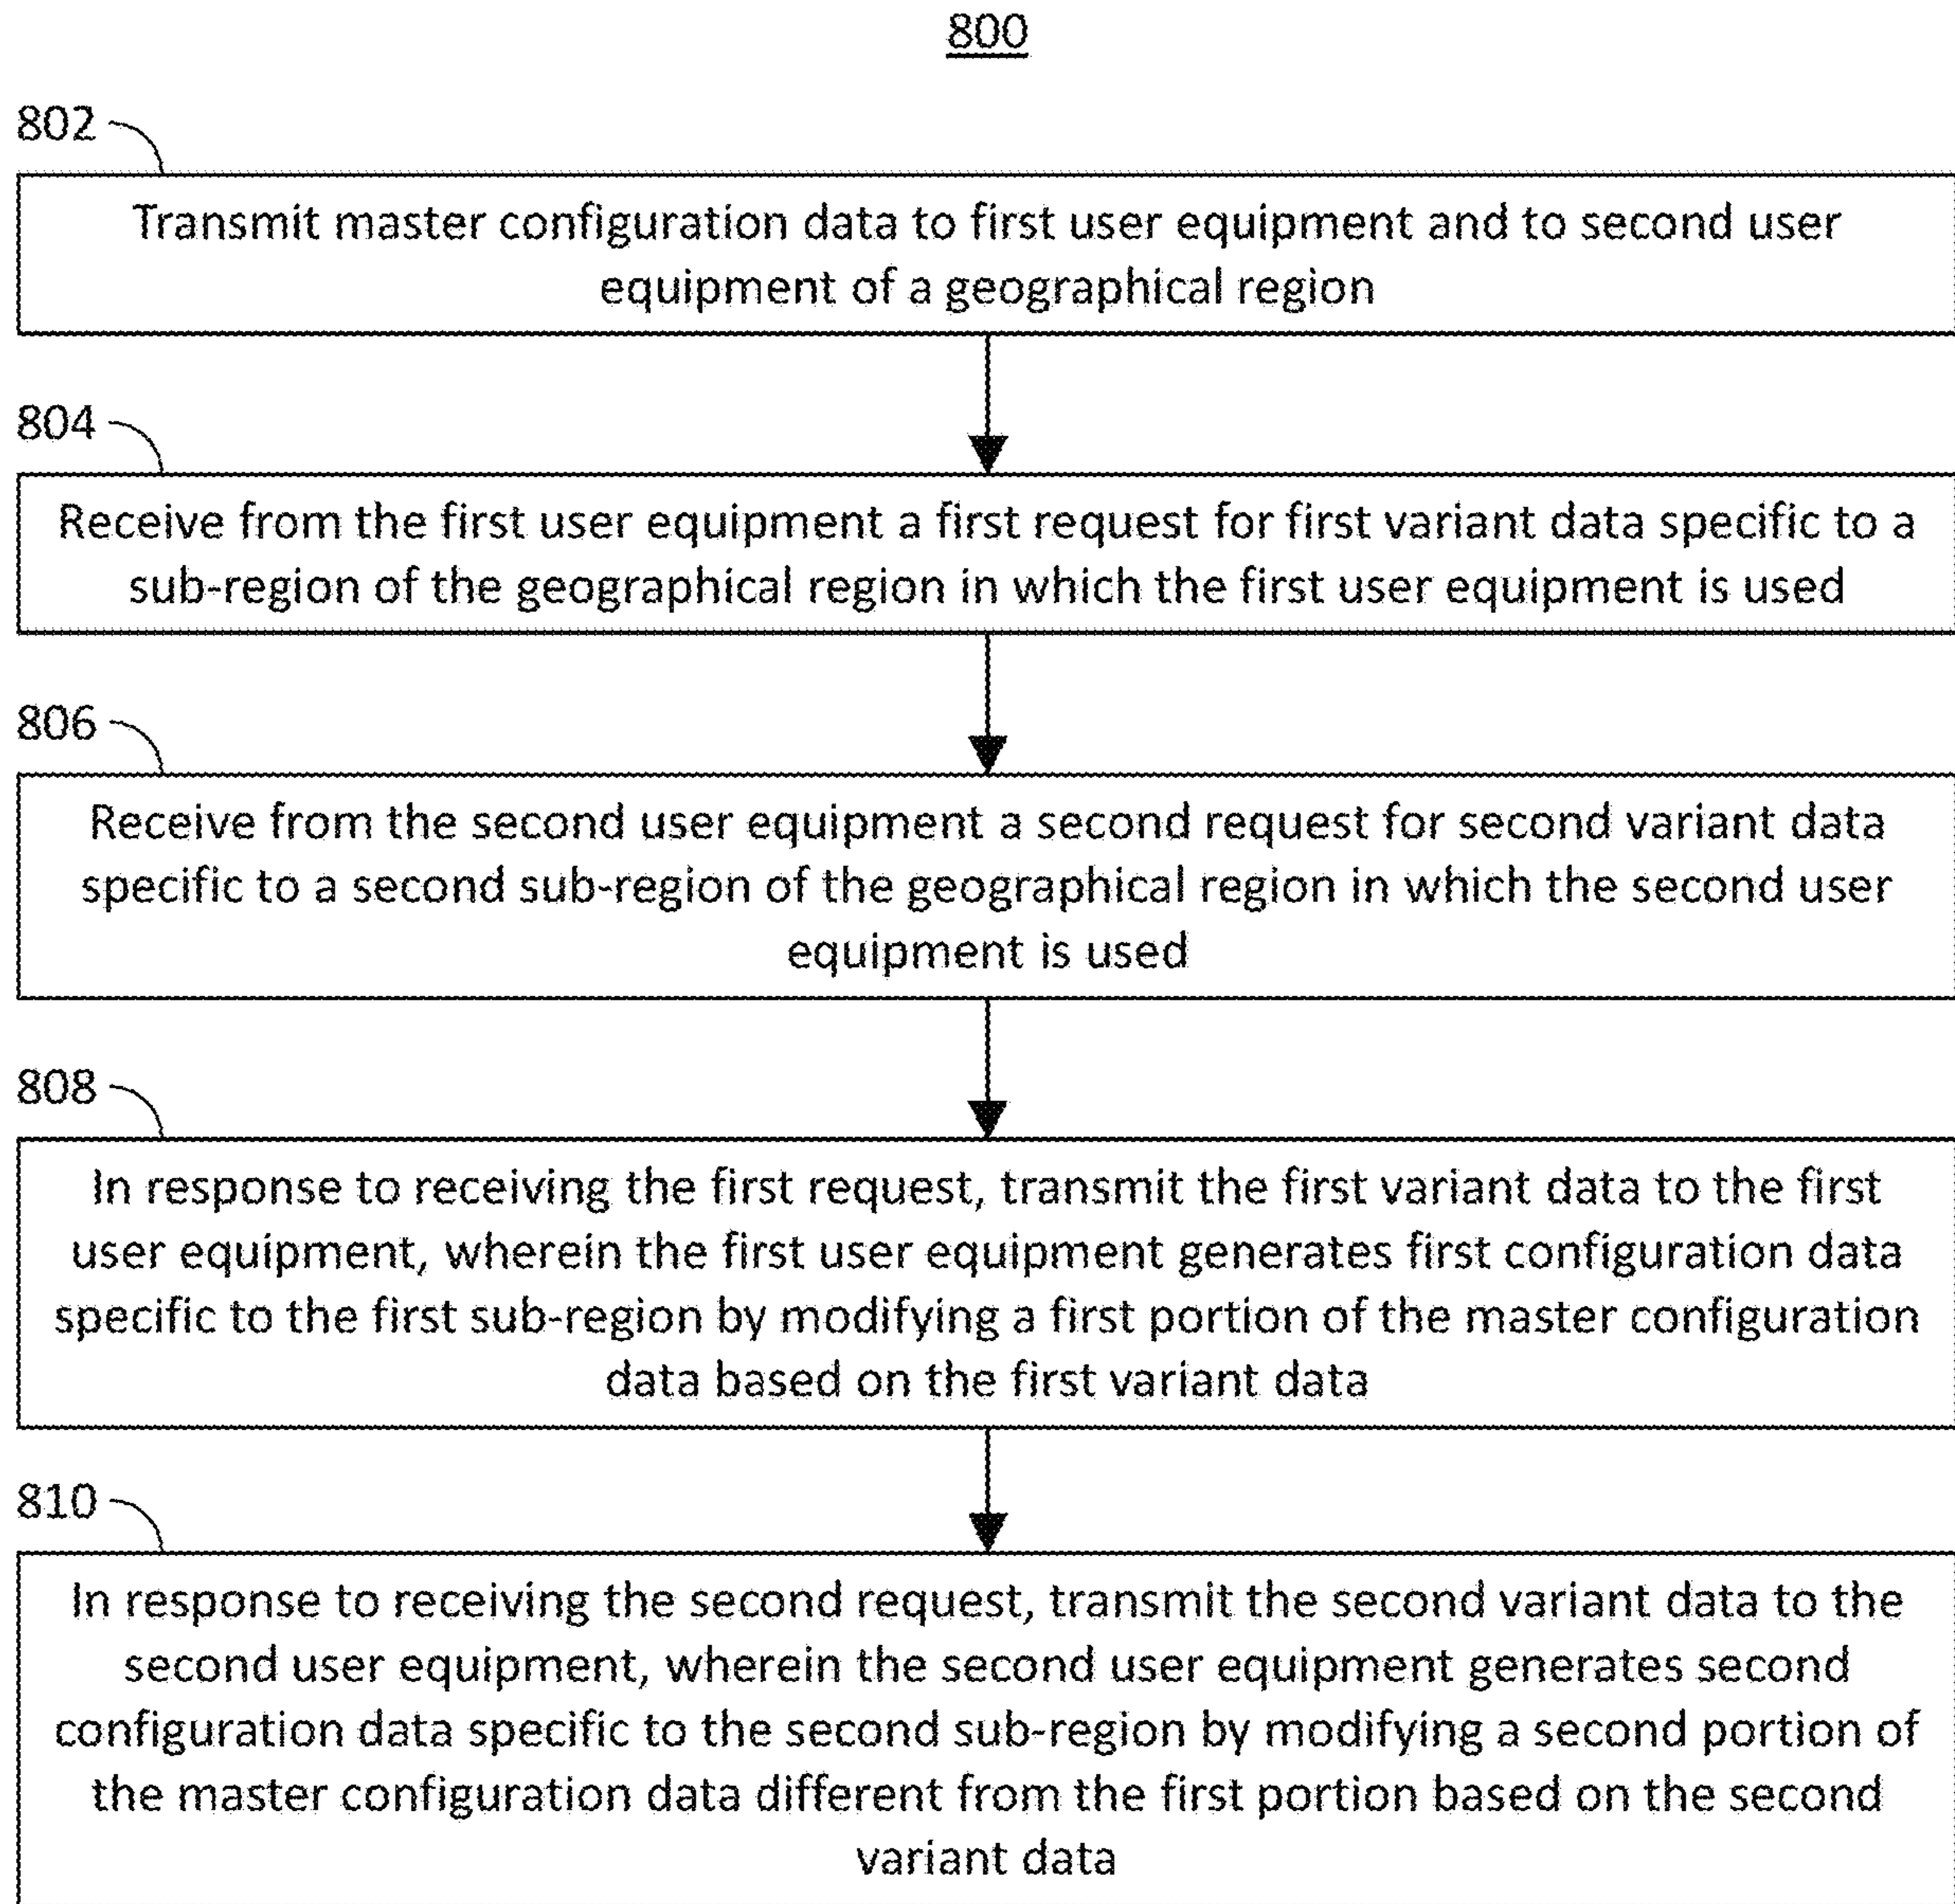 800
802
Transmit master configuration data to first user equipment and to second user
equipment of a geographical region
804
Receive from the first user equipment a first request for first variant data specific to a
sub-region of the geographical region in which the first user equipment is used
806
Receive from the second user equipment a second request for second variant data
specific to a second sub-region of the geographical region in which the second user
equipment is used
808
In response to receiving the first request, transmit the first variant data to the first
user equipment, wherein the first user equipment generates first configuration data
specific to the first sub-region by modifying a first portion of the master configuration
data based on the first variant data
810
In response to receiving the second request, transmit the second variant data to the
second user equipment, wherein the second user equipment generates second
configuration data specific to the second sub-region by modifying a second portion of
the master configuration data different from the first portion based on the second
variant data